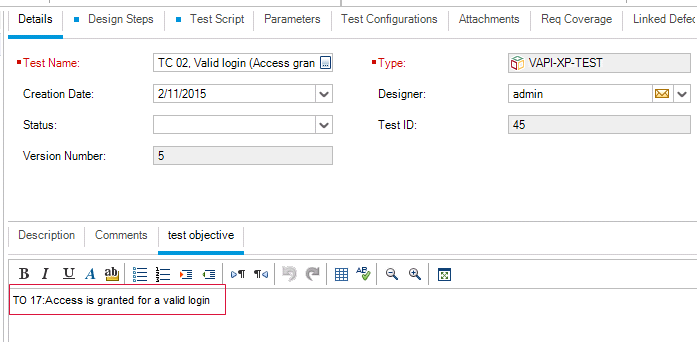 Details Design Steps Test Script Parameters Test Configurations Attachments Req Coverage Linked Defec
*Test Name: TC 02, Valid login (Access gran ... *Type: VAPI-XP-TEST
Creation Date: 2/11/2015 Designer: admin
Status: Test ID: 45
Version Number: 5
Description Comments test objective
B I U A ab ABC
TO 17:Access is granted for a valid login